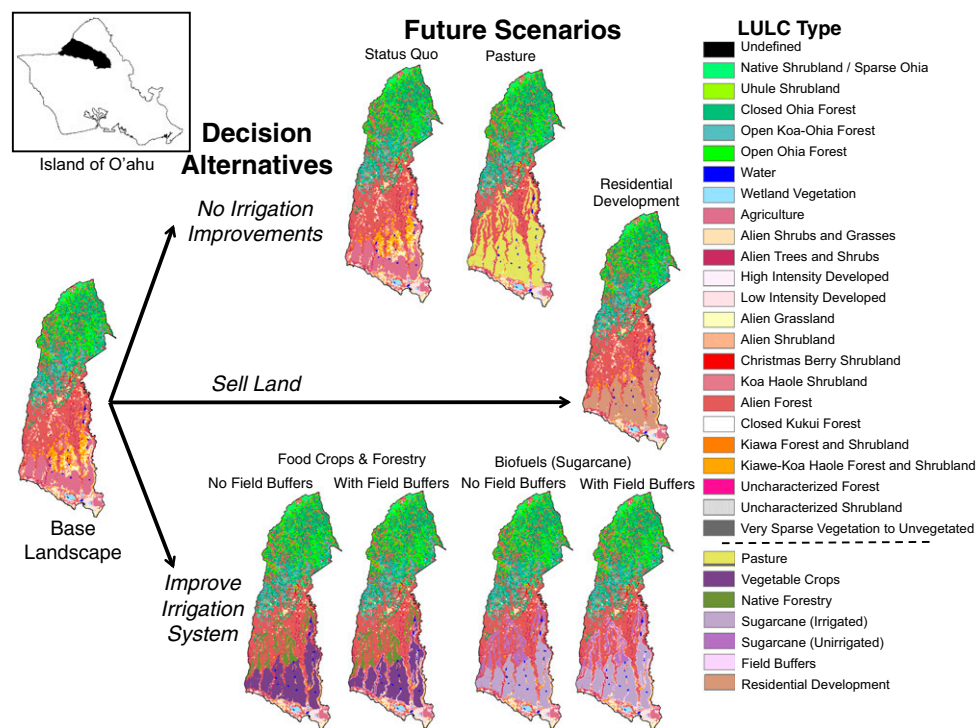 Future Scenarios
Status Quo
Pasture
Island of O'ahu
Decision
Alternatives
No Irrigation
Improvements
Residential
Development
Sell Land
Base
Landscape
Improve
Irrigation
System
Food Crops & Forestry
Biofuels (Sugarcane)
No Field Buffers
With Field Buffers
No Field Buffers
With Field Buffers
LULC Type
Undefined
Native Shrubland / Sparse Ohia
Uhule Shrubland
Closed Ohia Forest
Open Koa-Ohia Forest
Open Ohia Forest
Water
Wetland Vegetation
Agriculture
Alien Shrubs and Grasses
Alien Trees and Shrubs
High Intensity Developed
Low Intensity Developed
Alien Grassland
Alien Shrubland
Christmas Berry Shrubland
Koa Haole Shrubland
Alien Forest
Closed Kukui Forest
Kiawa Forest and Shrubland
Kiawe-Koa Haole Forest and Shrubland
Uncharacterized Forest
Uncharacterized Shrubland
Very Sparse Vegetation to Unvegetated
Pasture
Vegetable Crops
Native Forestry
Sugarcane (Irrigated)
Sugarcane (Unirrigated)
Field Buffers
Residential Development